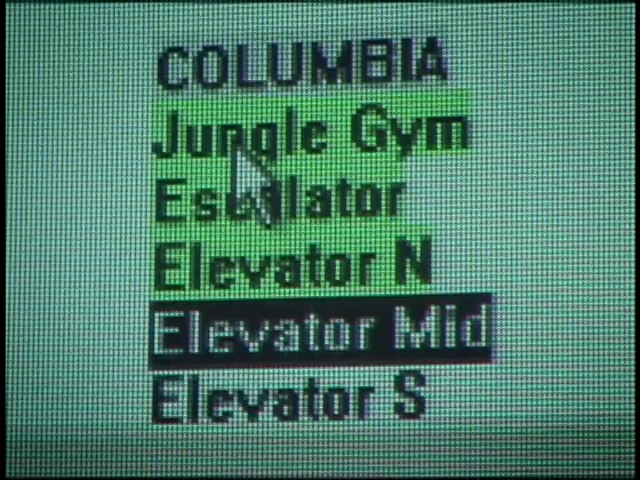 COLUMBIA
Jungle Gym
Escalator
Elevator N
Elevator Mid
Elevator S